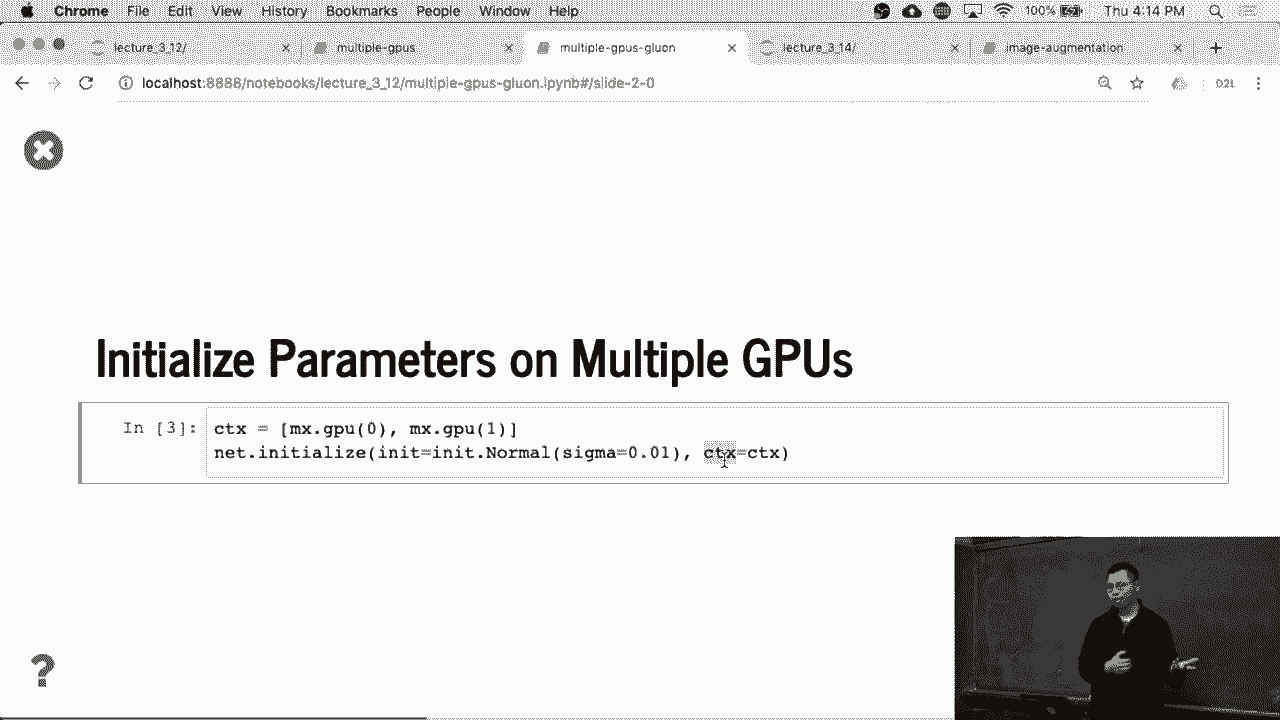 Chrome File Edit View History Bookmarks People Window Help 100% Thu 4:14 PM
lecture_3_12/ multiple-gpus multiple-gpus-gluon lecture_3_14/ image-augmentation
localhost:8888/notebooks/lecture_3_12/multiple-gpus-gluon.ipynb#/slide-2-0
Initialize Parameters on Multiple GPUs
In [3]: ctx = [mx.gpu(0), mx.gpu(1)]
net.initialize(init=init.Normal(sigma=0.01), ctx=ctx)
?